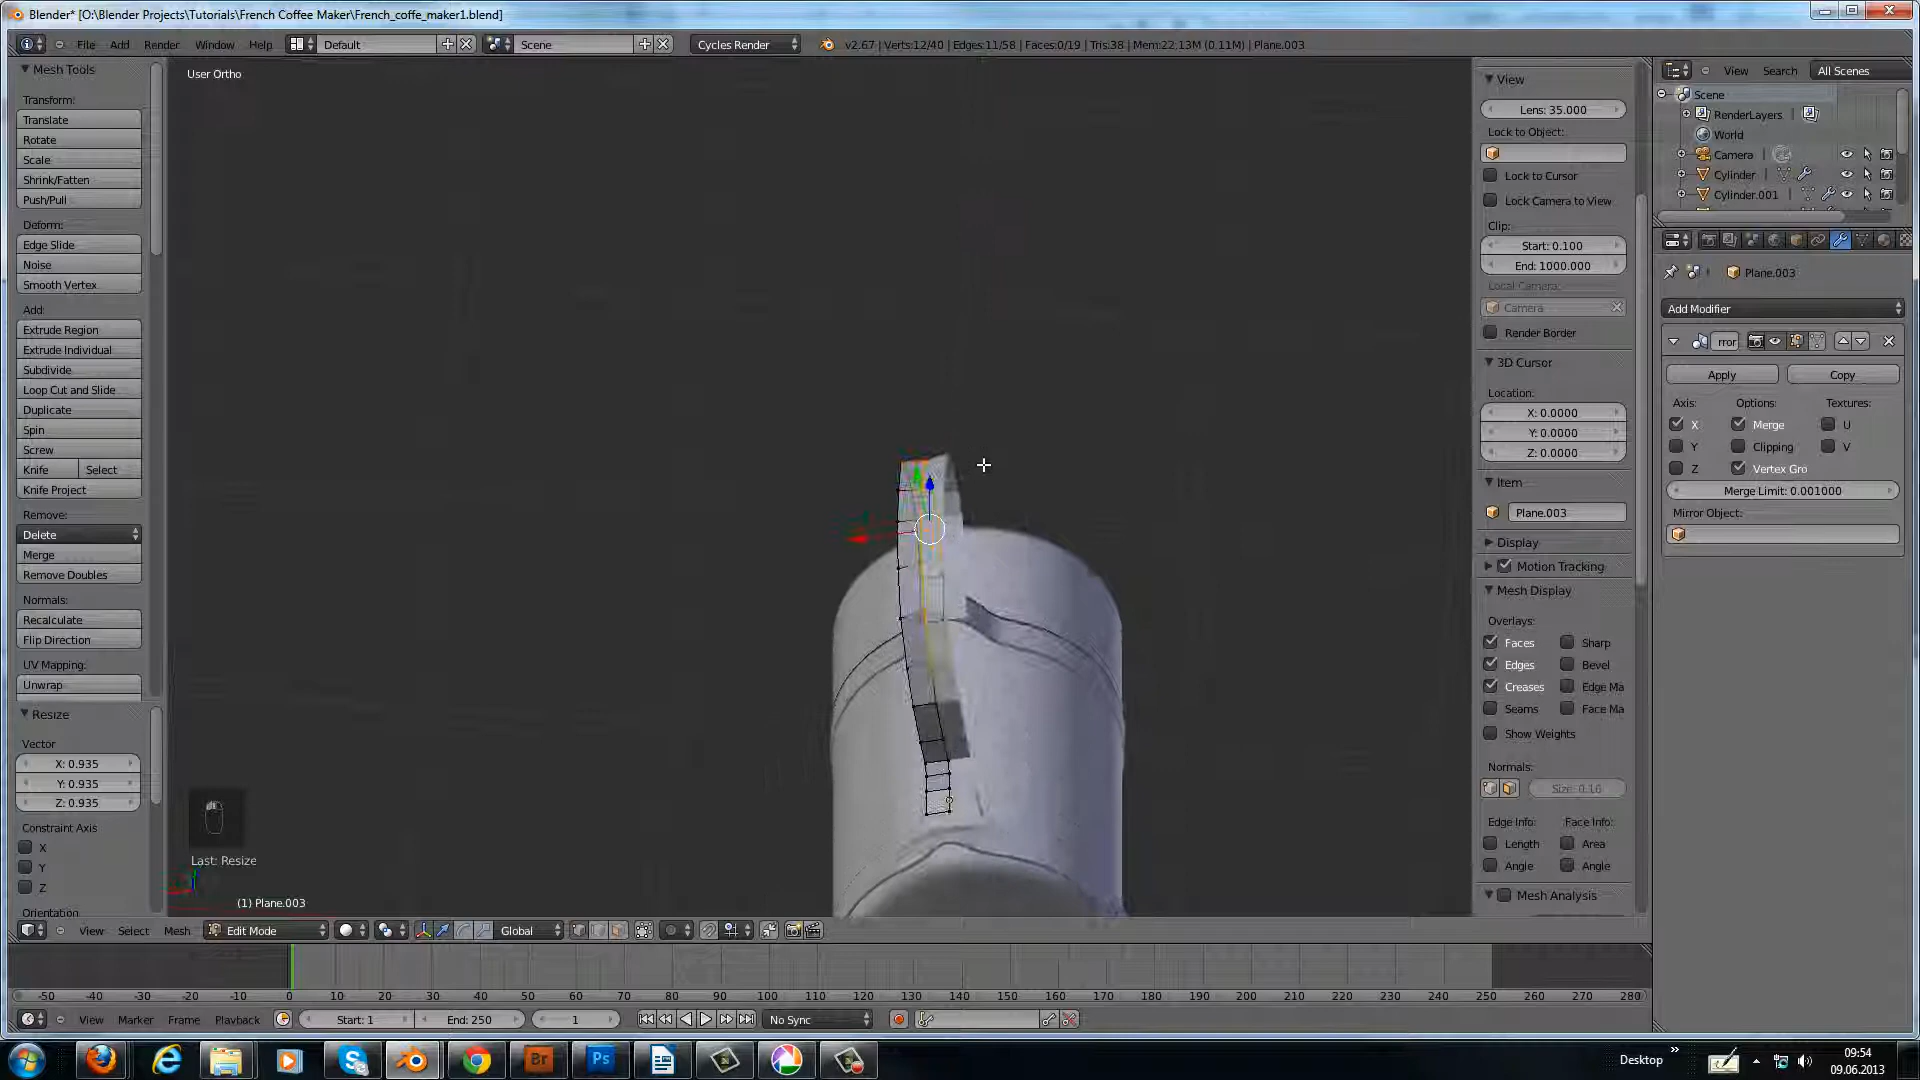 Blender* [O:\Blender Projects\Tutorials\French Coffee Maker\French_coffe_maker1.blend]
File Add Render Window Help Default Scene Cycles Render v2.67 | Verts:12/40 | Edges:11/58 | Faces:0/19 | Tris:38 | Mem:22.13M (0.11M) | Plane.003
Mesh Tools
Transform:
Translate
Rotate
Scale
Shrink/Fatten
Push/Pull
Deform:
Edge Slide
Noise
Smooth Vertex
Add:
Extrude Region
Extrude Individual
Subdivide
Loop Cut and Slide
Duplicate
Spin
Screw
Knife Select
Knife Project
Remove:
Delete
Merge
Remove Doubles
Normals:
Recalculate
Flip Direction
UV Mapping:
Unwrap
Resize
Vector
X: 0.935
Y: 0.935
Z: 0.935
Constraint Axis
X
Y
Z
Orientation
User Ortho
Last: Resize
(1) Plane.003
View
Lens: 35.000
Lock to Object:
Lock to Cursor
Lock Camera to View
Clip:
Start: 0.100
End: 1000.000
Local Camera:
Camera
Render Border
3D Cursor
Location:
X: 0.0000
Y: 0.0000
Z: 0.0000
Item
Plane.003
Display
Motion Tracking
Mesh Display
Overlays:
Faces Sharp
Edges Bevel
Creases Edge Ma
Seams Face Ma
Show Weights
Normals:
Size: 0.10
Edge Info: Face Info:
Length Area
Angle Angle
Mesh Analysis
View Search All Scenes
Scene
RenderLayers
World
Camera
Cylinder
Cylinder.001
Plane.003
Add Modifier
rror
Apply Copy
Axis: Options: Textures:
X Merge U
Y Clipping V
Z Vertex Gro
Merge Limit: 0.001000
Mirror Object:
View Select Mesh Edit Mode Global
-50 -40 -30 -20 -10 0 10 20 30 40 50 60 70 80 90 100 110 120 130 140 150 160 170 180 190 200 210 220 230 240 250 260 270 280
View Marker Frame Playback Start: 1 End: 250 1 No Sync
Br Ps Desktop »
09:54
09.06.2013